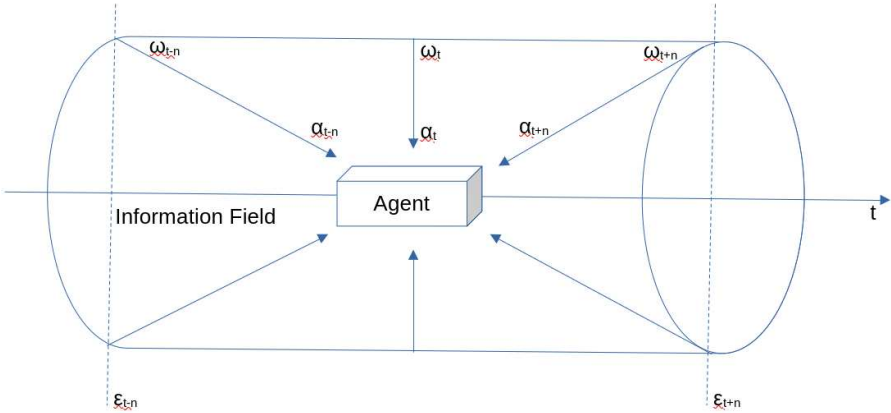 ωt-n
ωt
ωt+n
αt-n
αt
αt+n
Agent
Information Field
t
εt-n
εt+n